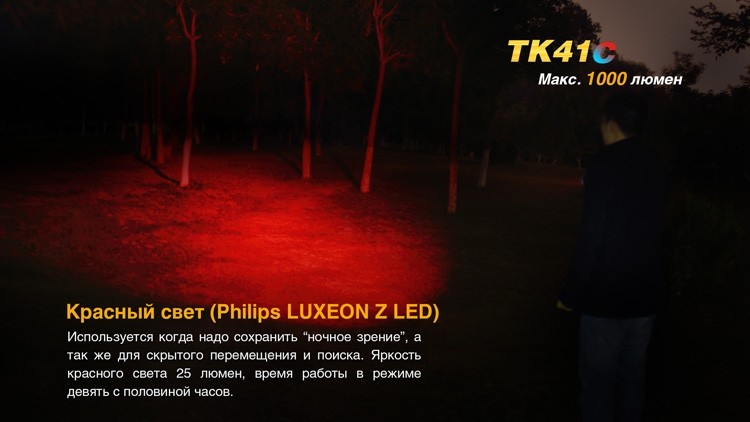 TK41C
Макс. 1000 люмен
Красный свет (Philips LUXEON Z LED)
Используется когда надо сохранить “ночное зрение”, а
так же для скрытого перемещения и поиска. Яркость
красного света 25 люмен, время работы в режиме
девять с половиной часов.